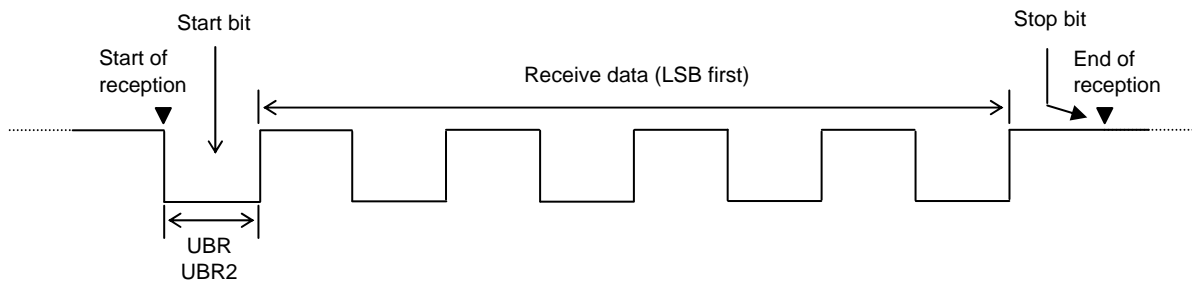 Start bit
Stop bit
Start of
reception
Receive data (LSB first)
End of
reception
UBR
UBR2